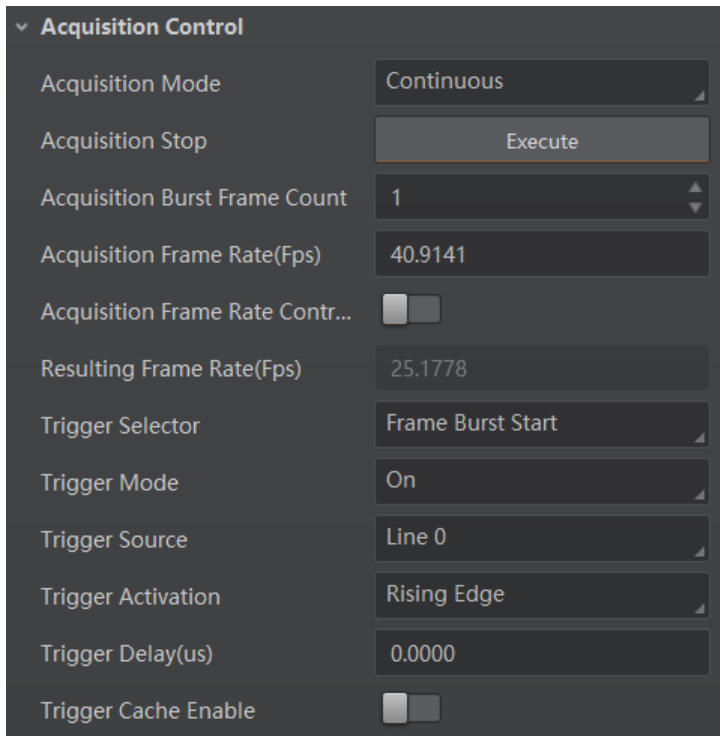 Acquisition Control
Acquisition Mode Continuous
Acquisition Stop Execute
Acquisition Burst Frame Count 1
Acquisition Frame Rate(Fps) 40.9141
Acquisition Frame Rate Contr...
Resulting Frame Rate(Fps) 25.1778
Trigger Selector Frame Burst Start
Trigger Mode On
Trigger Source Line 0
Trigger Activation Rising Edge
Trigger Delay(us) 0.0000
Trigger Cache Enable